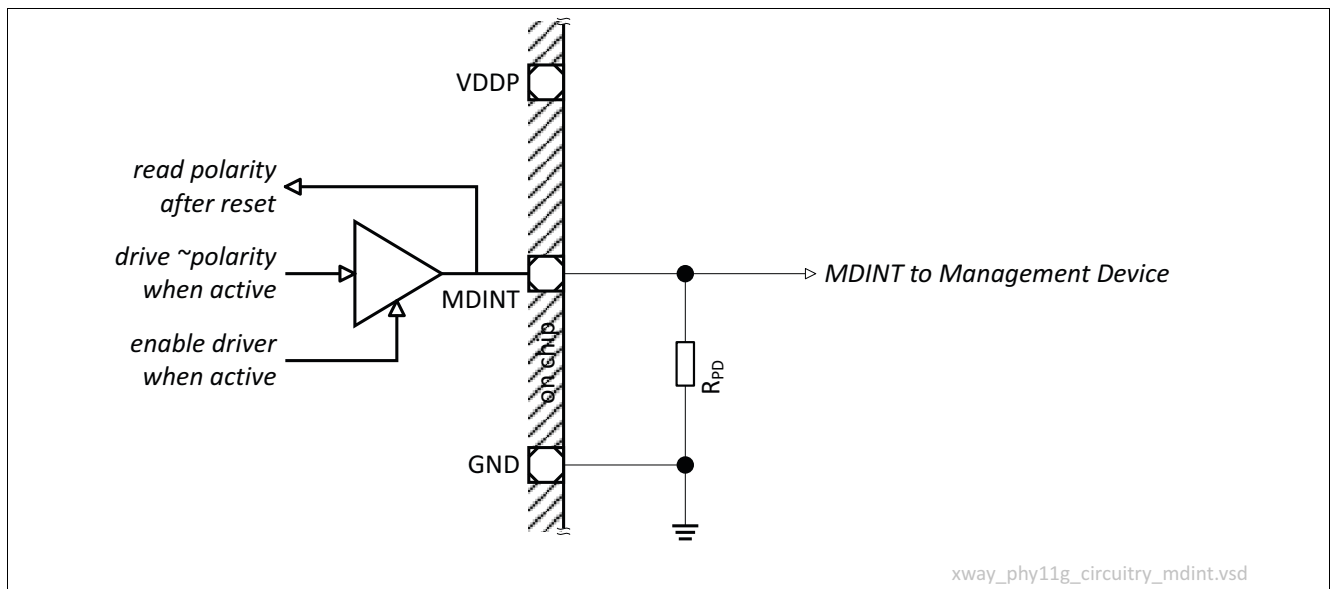 VDDP
read polarity
after reset
drive ~polarity
when active
MDINT
MDINT to Management Device
enable driver
when active
on chip
RPD
GND
xway_phy11g_circuitry_mdint.vsd